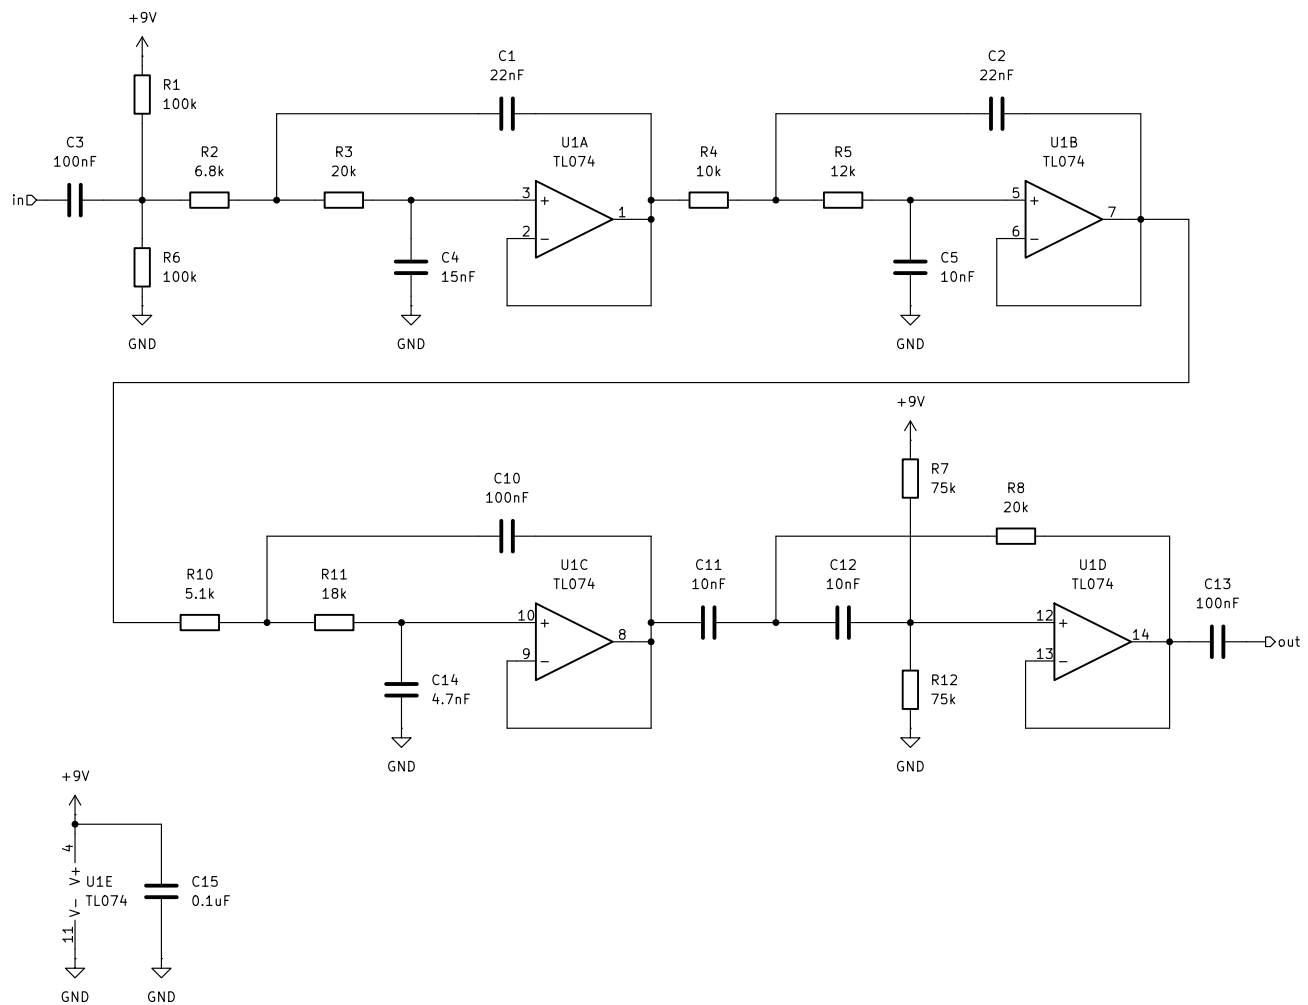 +9V
R1
100k
C3
100nF
in
R2
6.8k
R3
20k
C1
22nF
U1A
TL074
3
+
2
−
1
C4
15nF
GND
R6
100k
GND
R4
10k
R5
12k
C2
22nF
U1B
TL074
5
+
6
−
7
C5
10nF
GND
R10
5.1k
R11
18k
C10
100nF
U1C
TL074
10
+
9
−
8
C14
4.7nF
GND
C11
10nF
C12
10nF
+9V
R7
75k
R8
20k
U1D
TL074
12
+
13
−
14
R12
75k
GND
C13
100nF
out
+9V
4
V+
U1E
TL074
V−
11
GND
C15
0.1uF
GND